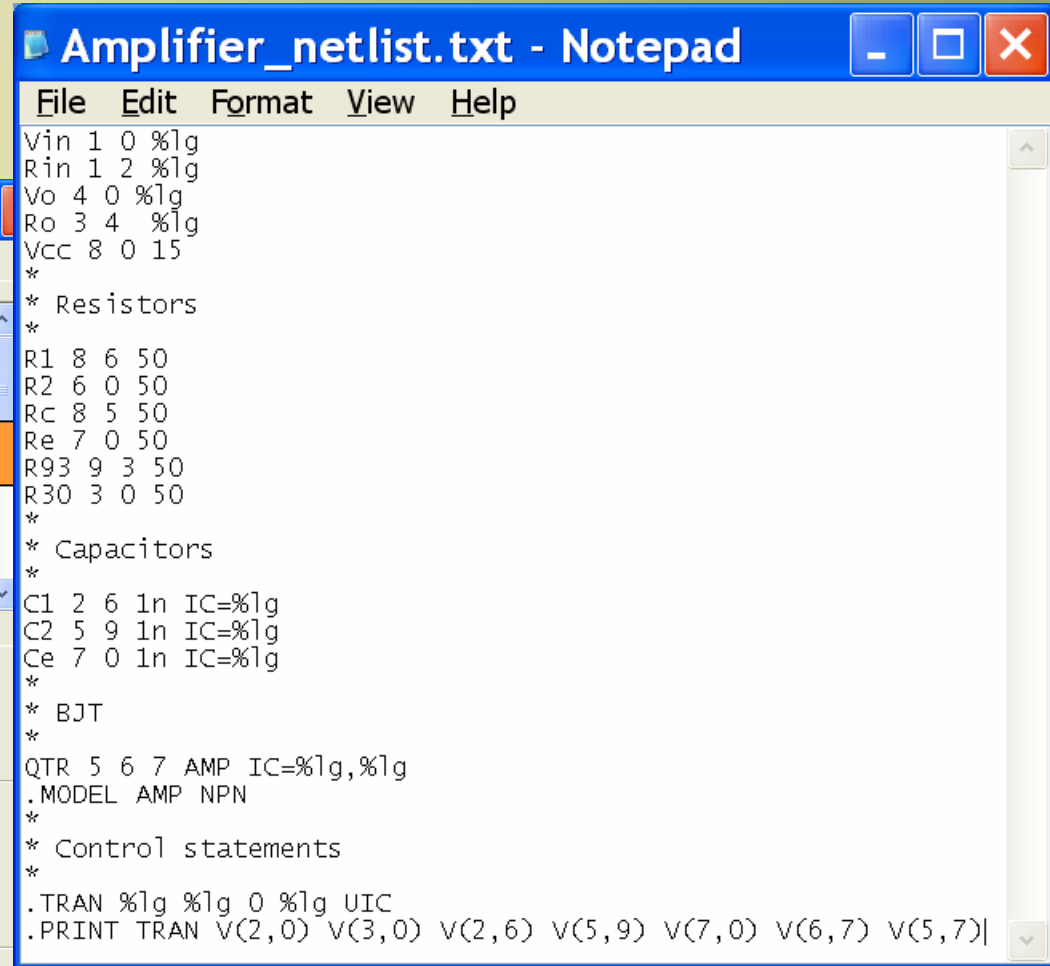 Amplifier_netlist.txt - Notepad
File Edit Format View Help
Vin 1 0 %lg
Rin 1 2 %lg
Vo 4 0 %lg
Ro 3 4  %lg
Vcc 8 0 15
*
* Resistors
*
R1 8 6 50
R2 6 0 50
Rc 8 5 50
Re 7 0 50
R93 9 3 50
R30 3 0 50
*
* Capacitors
*
C1 2 6 1n IC=%lg
C2 5 9 1n IC=%lg
Ce 7 0 1n IC=%lg
*
* BJT
*
QTR 5 6 7 AMP IC=%lg,%lg
.MODEL AMP NPN
*
* Control statements
*
.TRAN %lg %lg 0 %lg UIC
.PRINT TRAN V(2,0) V(3,0) V(2,6) V(5,9) V(7,0) V(6,7) V(5,7)